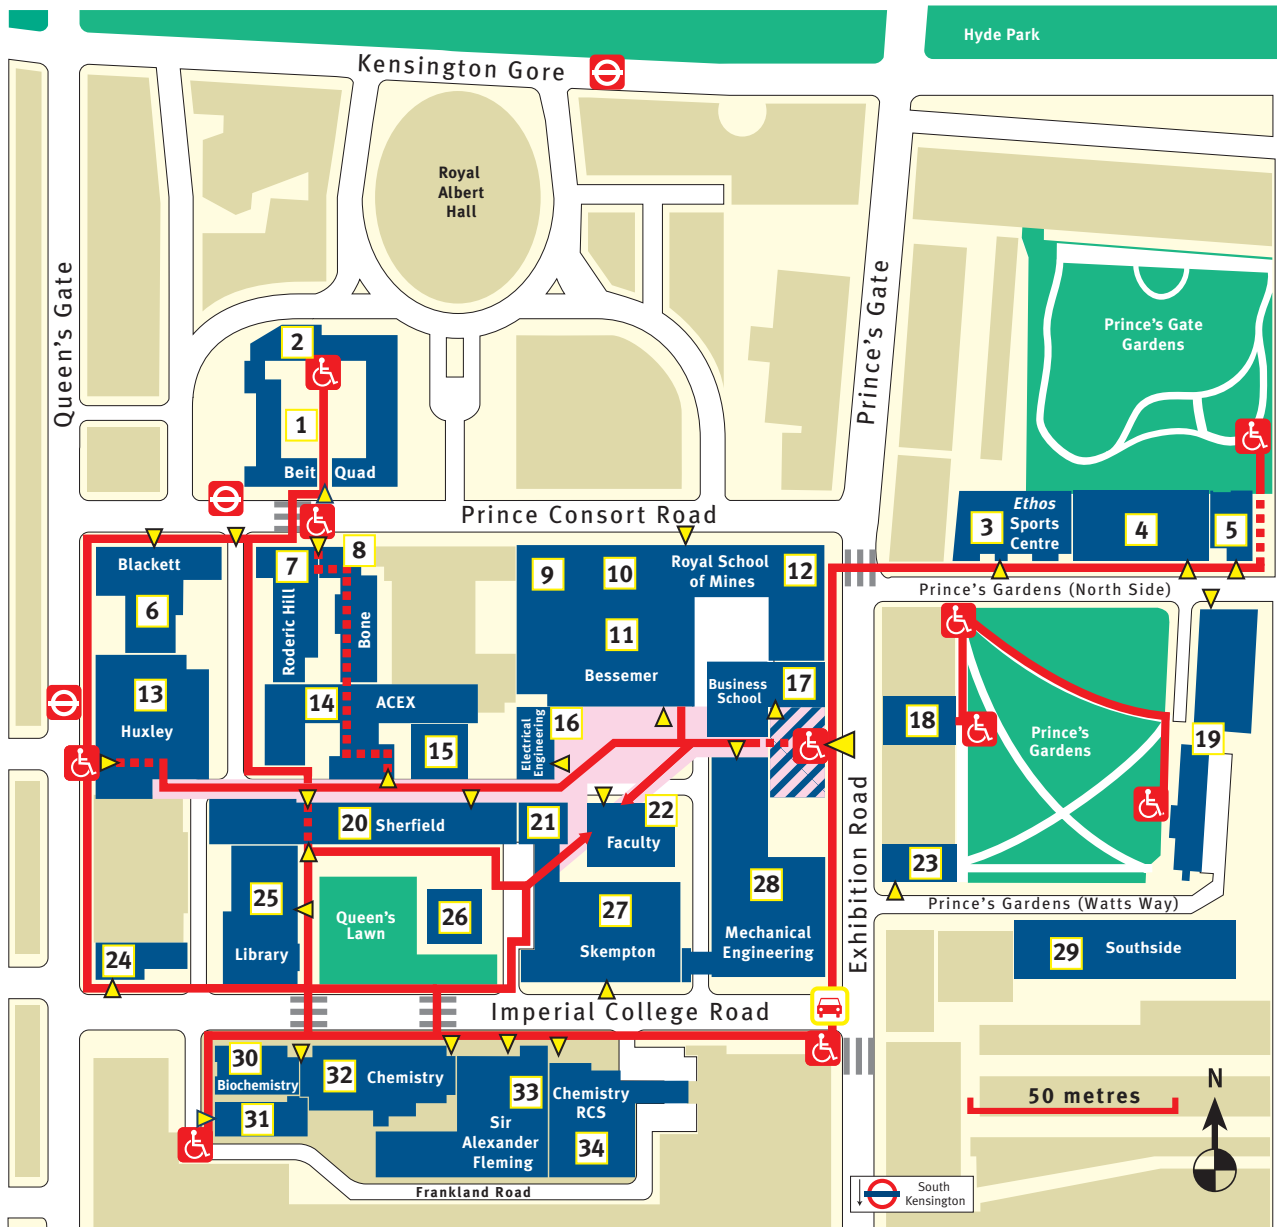 Hyde Park
Kensington Gore
Royal
Albert
Hall
Queen's Gate
Prince's Gate
Prince's Gate
Gardens
2
1
Beit Quad
Prince Consort Road
3
Ethos
Sports
Centre
4
5
Prince's Gardens (North Side)
Blackett
6
7
Roderic Hill
8
Bone
9
10
Royal School
of Mines
12
11
Bessemer
13
Huxley
14
ACEX
15
16
Electrical
Engineering
Business
School
17
18
Prince's
Gardens
19
20
Sherfield
21
22
Faculty
23
Prince's Gardens (Watts Way)
Exhibition Road
24
25
Library
Queen's
Lawn
26
27
Skempton
28
Mechanical
Engineering
29
Southside
Imperial College Road
30
Biochemistry
31
32
Chemistry
33
Sir
Alexander
Fleming
Chemistry
RCS
34
Frankland Road
50 metres
N
South
Kensington